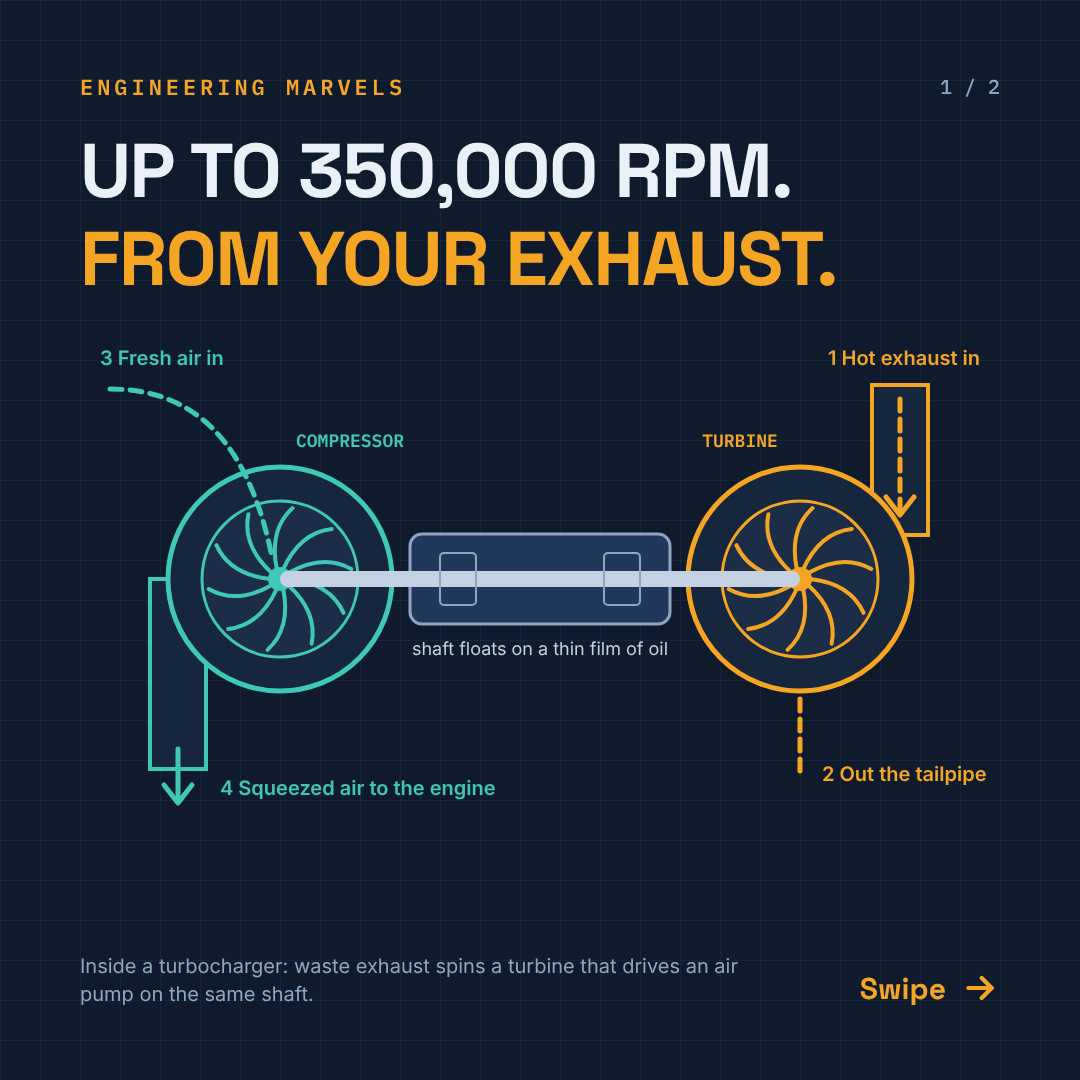 ENGINEERING MARVELS
1 / 2
UP TO 350,000 RPM.
FROM YOUR EXHAUST.
3 Fresh air in
1 Hot exhaust in
COMPRESSOR
TURBINE
shaft floats on a thin film of oil
2 Out the tailpipe
4 Squeezed air to the engine
Inside a turbocharger: waste exhaust spins a turbine that drives an air
pump on the same shaft.
Swipe →